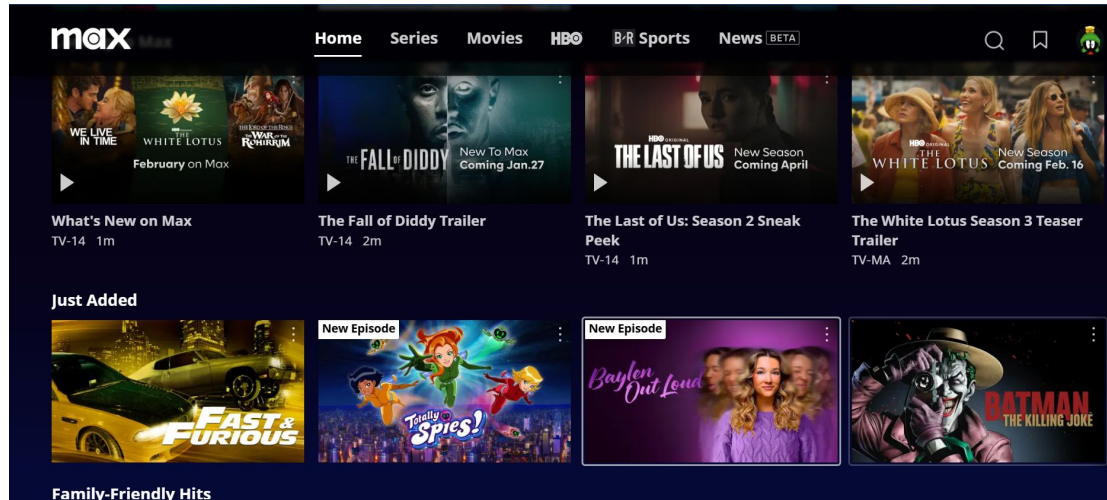 max
on Max
Home
Series
Movies
HBO
B/R Sports
News BETA
WE LIVE
IN TIME
HBO ORIGINAL
THE
WHITE LOTUS
THE LORD OF THE RINGS
THE WAR OF THE
ROHIRRIM
February on Max
What's New on Max
TV-14 1m
THE FALL OF DIDDY
New To Max
Coming Jan.27
The Fall of Diddy Trailer
TV-14 2m
HBO ORIGINAL
THE LAST OF US
New Season
Coming April
The Last of Us: Season 2 Sneak
Peek
TV-14 1m
HBO ORIGINAL
THE
WHITE LOTUS
New Season
Coming Feb. 16
The White Lotus Season 3 Teaser
Trailer
TV-MA 2m
Just Added
FAST &
FURIOUS
New Episode
Totally
Spies!
New Episode
Baylen
Out Loud
BATMAN
THE KILLING JOKE
Family-Friendly Hits